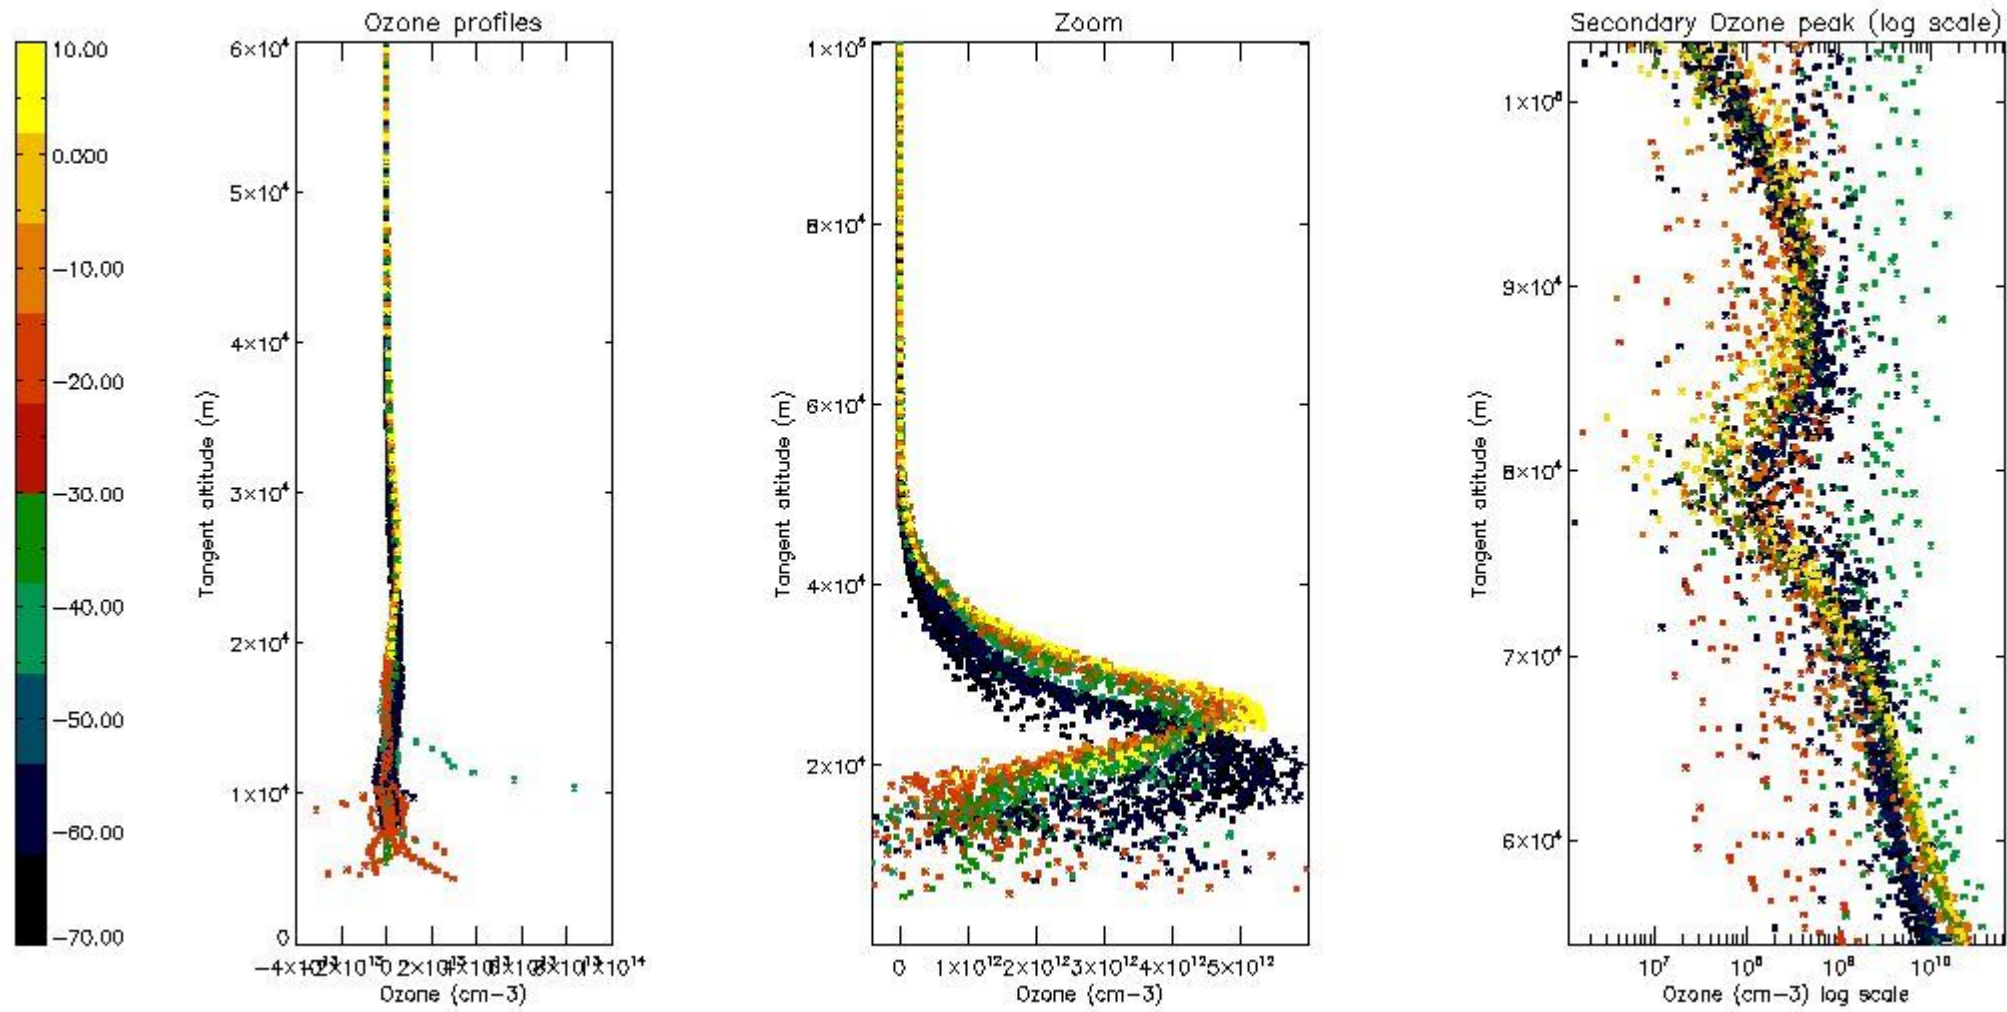 Ozone profiles
Zoom
Secondary Ozone peak (log scale)
10.00
0.000
−10.00
−20.00
−30.00
−40.00
−50.00
−60.00
−70.00
6×10⁴
5×10⁴
4×10⁴
3×10⁴
2×10⁴
1×10⁴
0
Tangent altitude (m)
0
1×10¹⁴
Ozone (cm−3)
1×10⁵
8×10⁴
6×10⁴
4×10⁴
2×10⁴
Tangent altitude (m)
0 1×10¹² 2×10¹² 3×10¹² 4×10¹² 5×10¹²
Ozone (cm−3)
1×10⁵
9×10⁴
8×10⁴
7×10⁴
6×10⁴
Tangent altitude (m)
10⁷ 10⁸ 10⁹ 10¹⁰
Ozone (cm−3) log scale